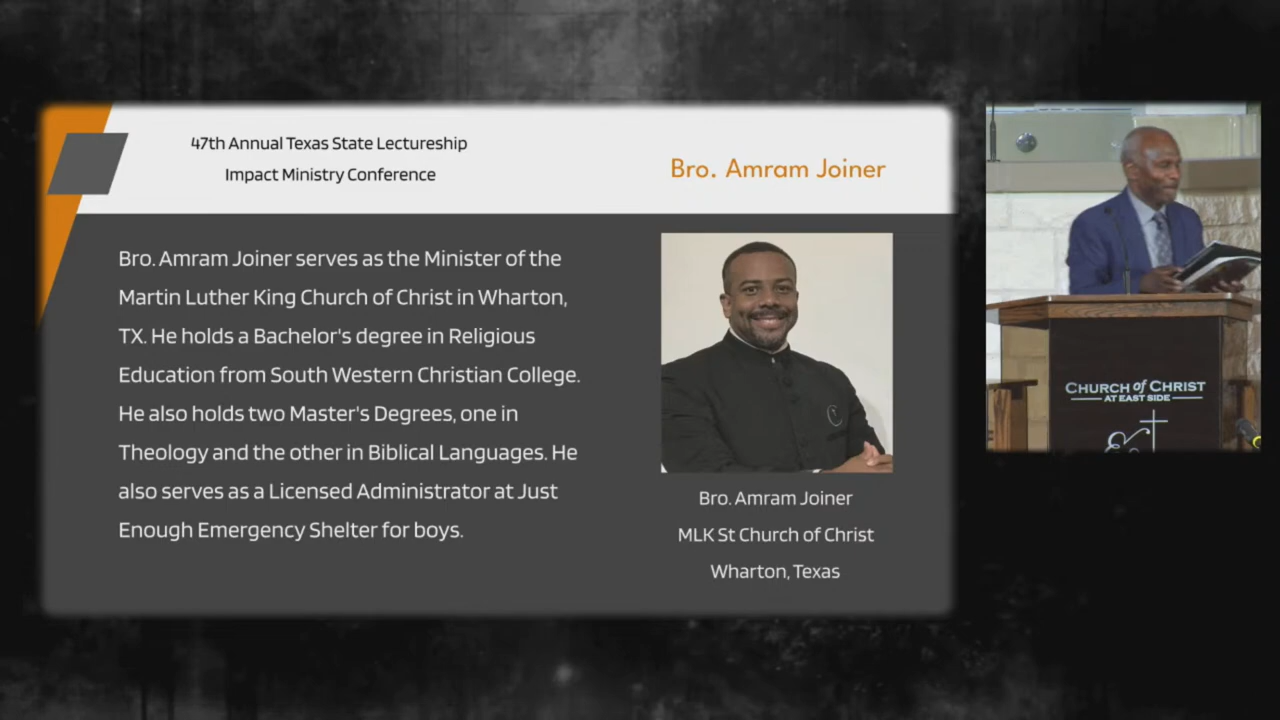 47th Annual Texas State Lectureship
Impact Ministry Conference
Bro. Amram Joiner
Bro. Amram Joiner serves as the Minister of the
Martin Luther King Church of Christ in Wharton,
TX. He holds a Bachelor's degree in Religious
Education from South Western Christian College.
He also holds two Master's Degrees, one in
Theology and the other in Biblical Languages. He
also serves as a Licensed Administrator at Just
Enough Emergency Shelter for boys.
Bro. Amram Joiner
MLK St Church of Christ
Wharton, Texas
CHURCH of CHRIST
AT EAST SIDE